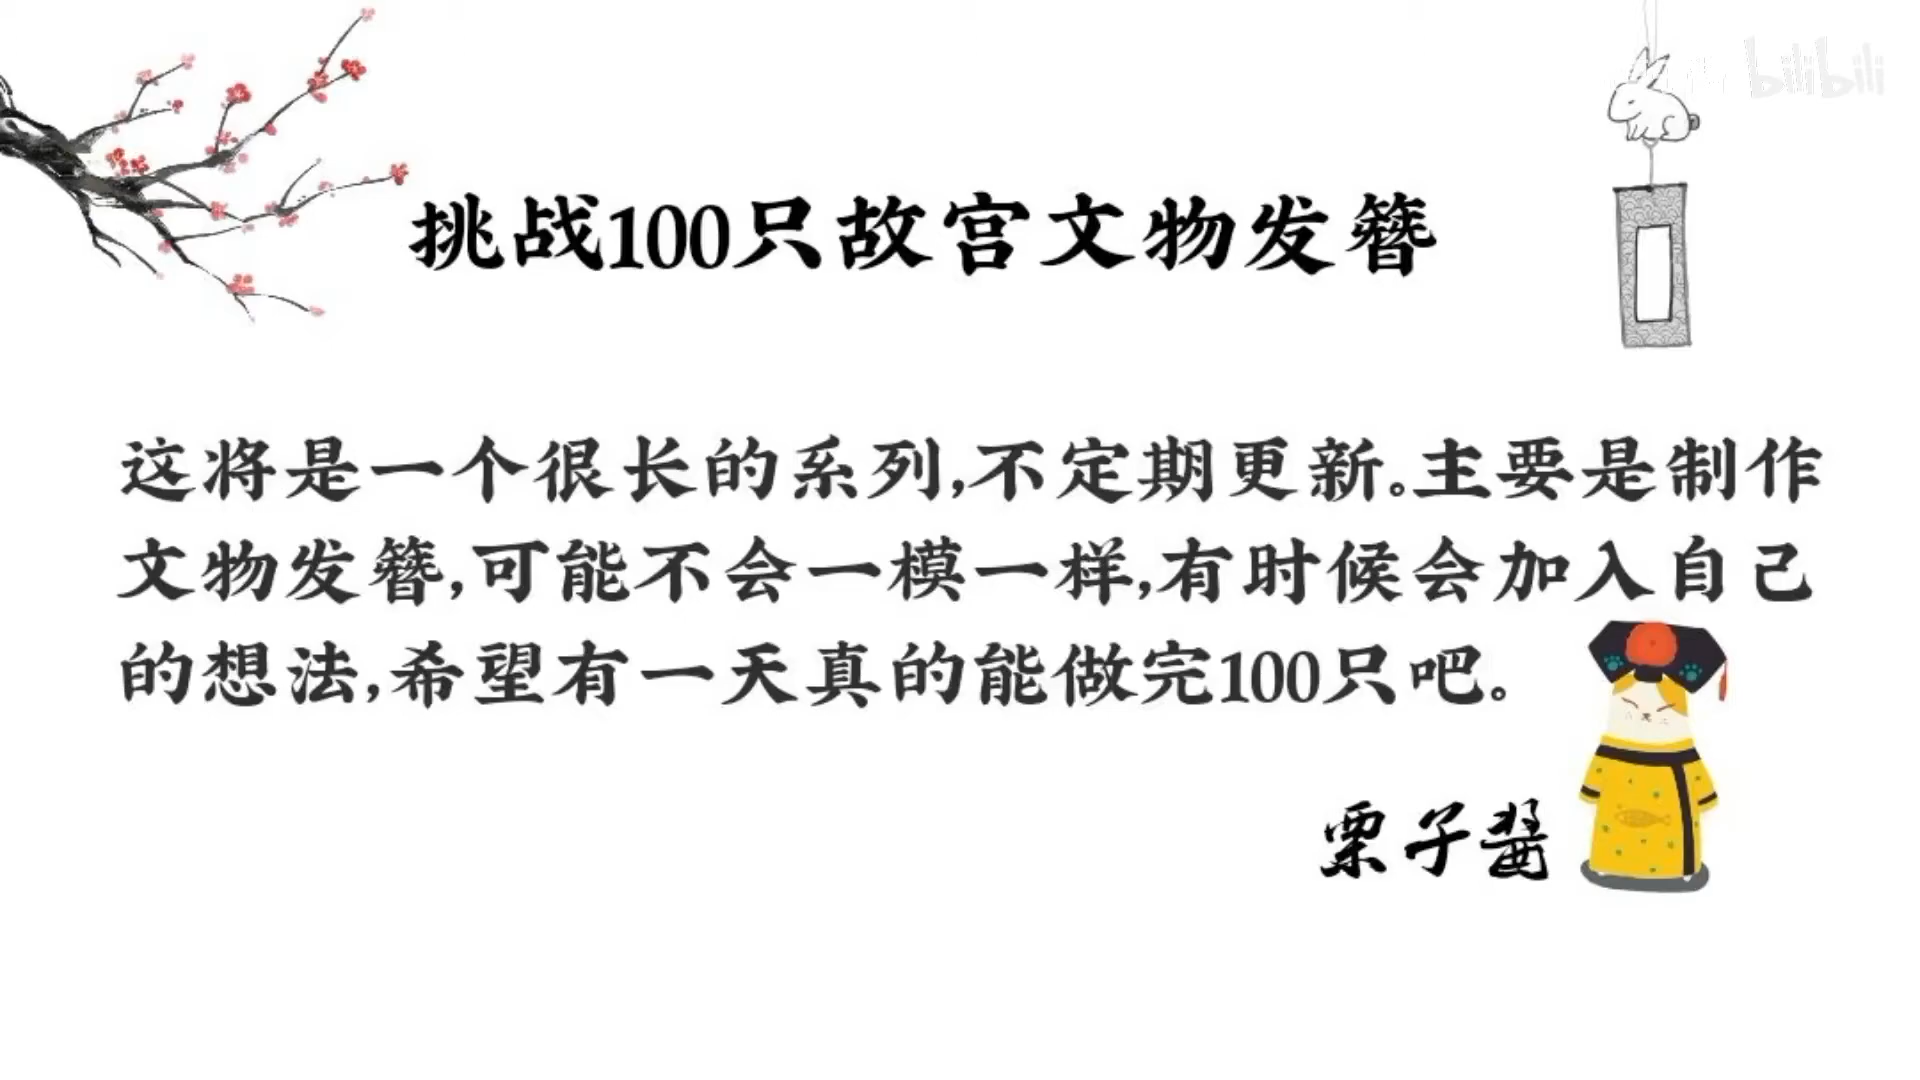 bilibili
挑战100只故宫文物发簪
这将是一个很长的系列,不定期更新。主要是制作
文物发簪,可能不会一模一样,有时候会加入自己
的想法,希望有一天真的能做完100只吧。
栗子酱